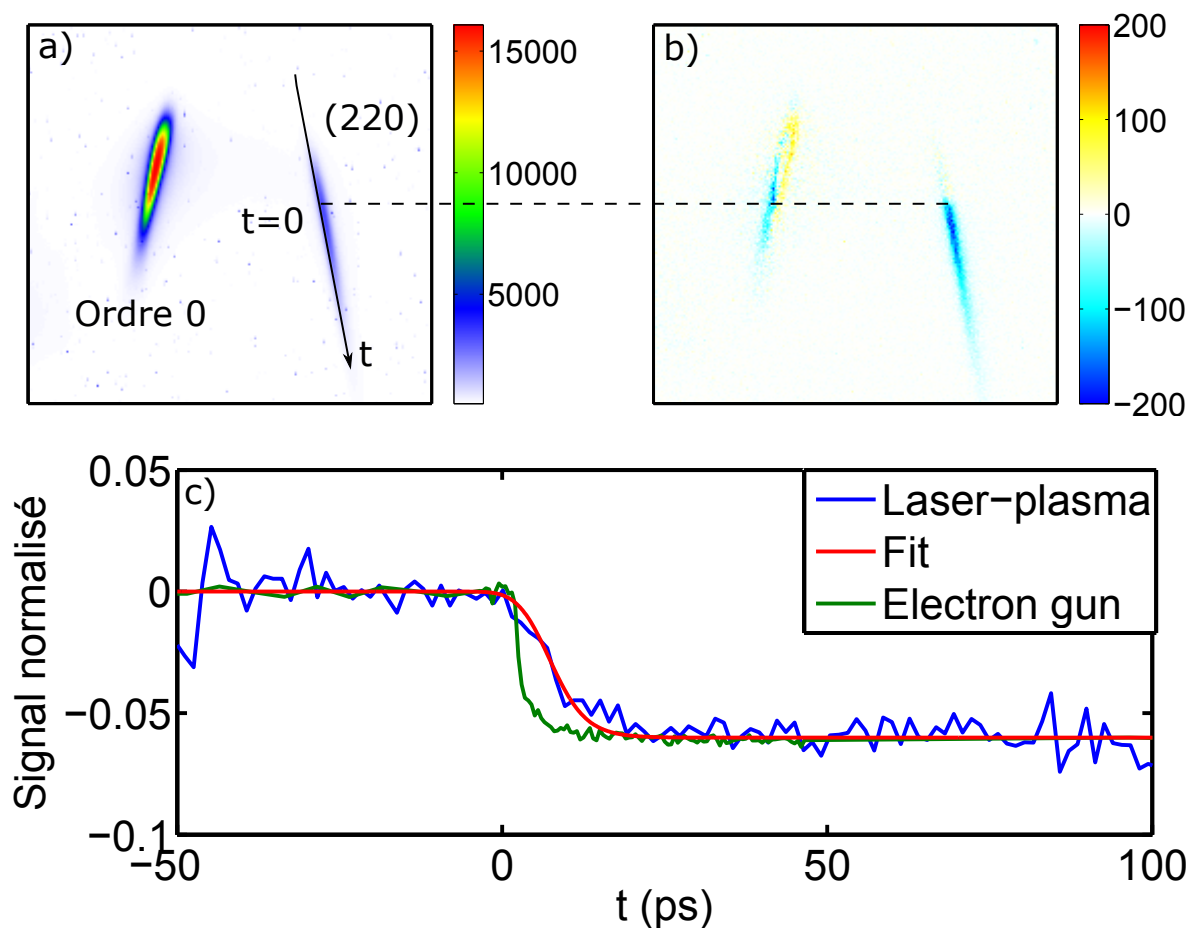 a)
(220)
t=0
Ordre 0
t
15000
10000
5000
b)
200
100
0
−100
−200
c)
Signal normalisé
0.05
0
−0.05
−0.1
−50
0
50
100
t (ps)
Laser−plasma
Fit
Electron gun